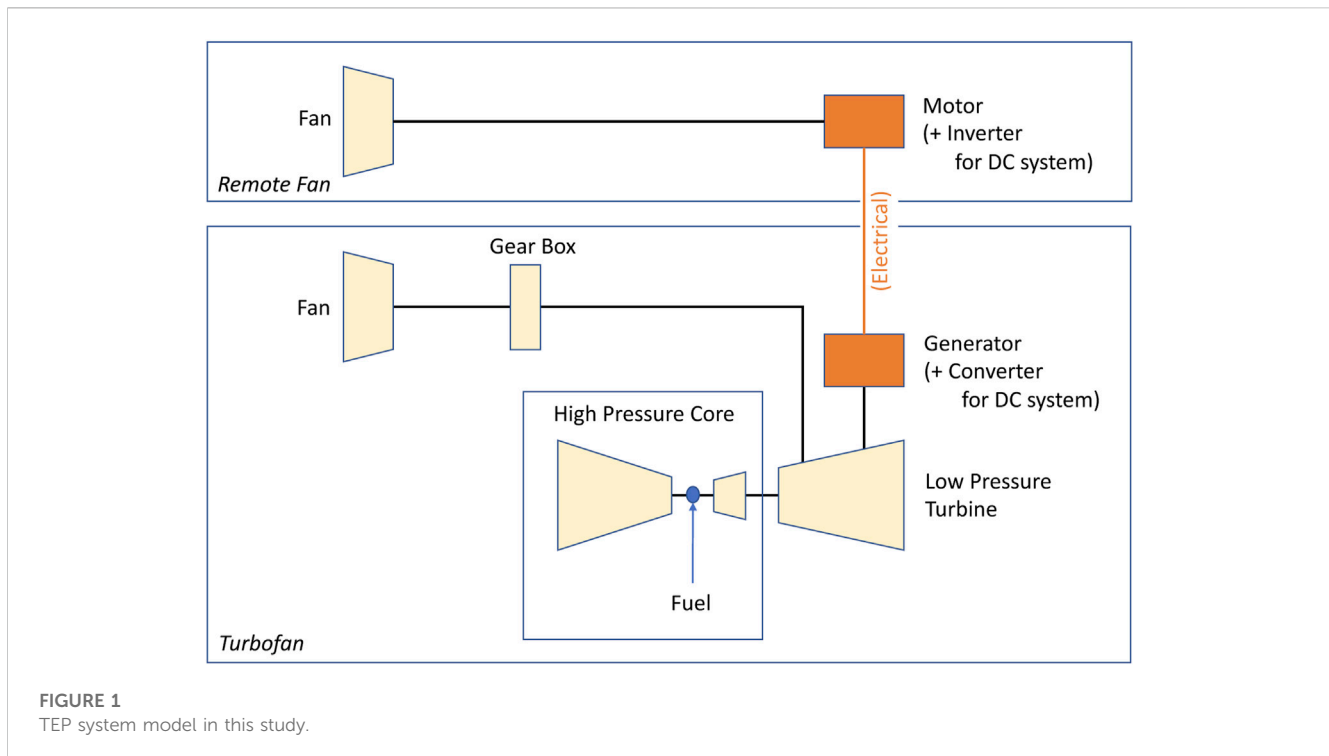 Fan
Motor
(+ Inverter
for DC system)
Remote Fan
(Electrical)
Gear Box
Fan
Generator
(+ Converter
for DC system)
High Pressure Core
Low Pressure
Turbine
Fuel
Turbofan
FIGURE 1
TEP system model in this study.